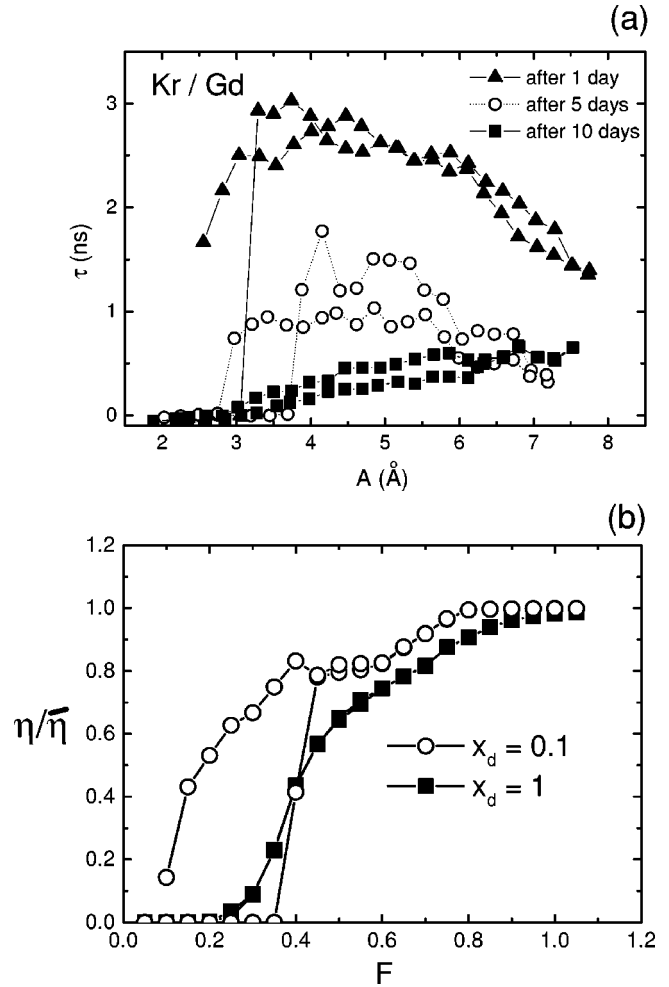 (a)
Kr / Gd
after 1 day
after 5 days
after 10 days
3
2
1
0
τ (ns)
2 3 4 5 6 7 8
A (Å)
(b)
1.2
1.0
0.8
0.6
0.4
0.2
0.0
η/η̄
x_d = 0.1
x_d = 1
0.0 0.2 0.4 0.6 0.8 1.0 1.2
F